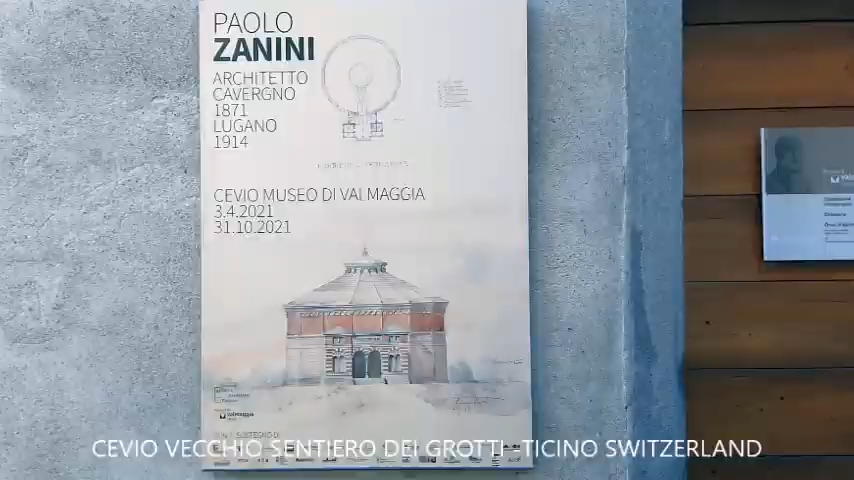 PAOLO
ZANINI
ARCHITETTO
CAVERGNO
1871
LUGANO
1914
CEVIO MUSEO DI VALMAGGIA
3.4.2021
31.10.2021
VALMAGGIA
CEVIO VECCHIO-SENTIERO DEI GROTTI-TICINO SWITZERLAND